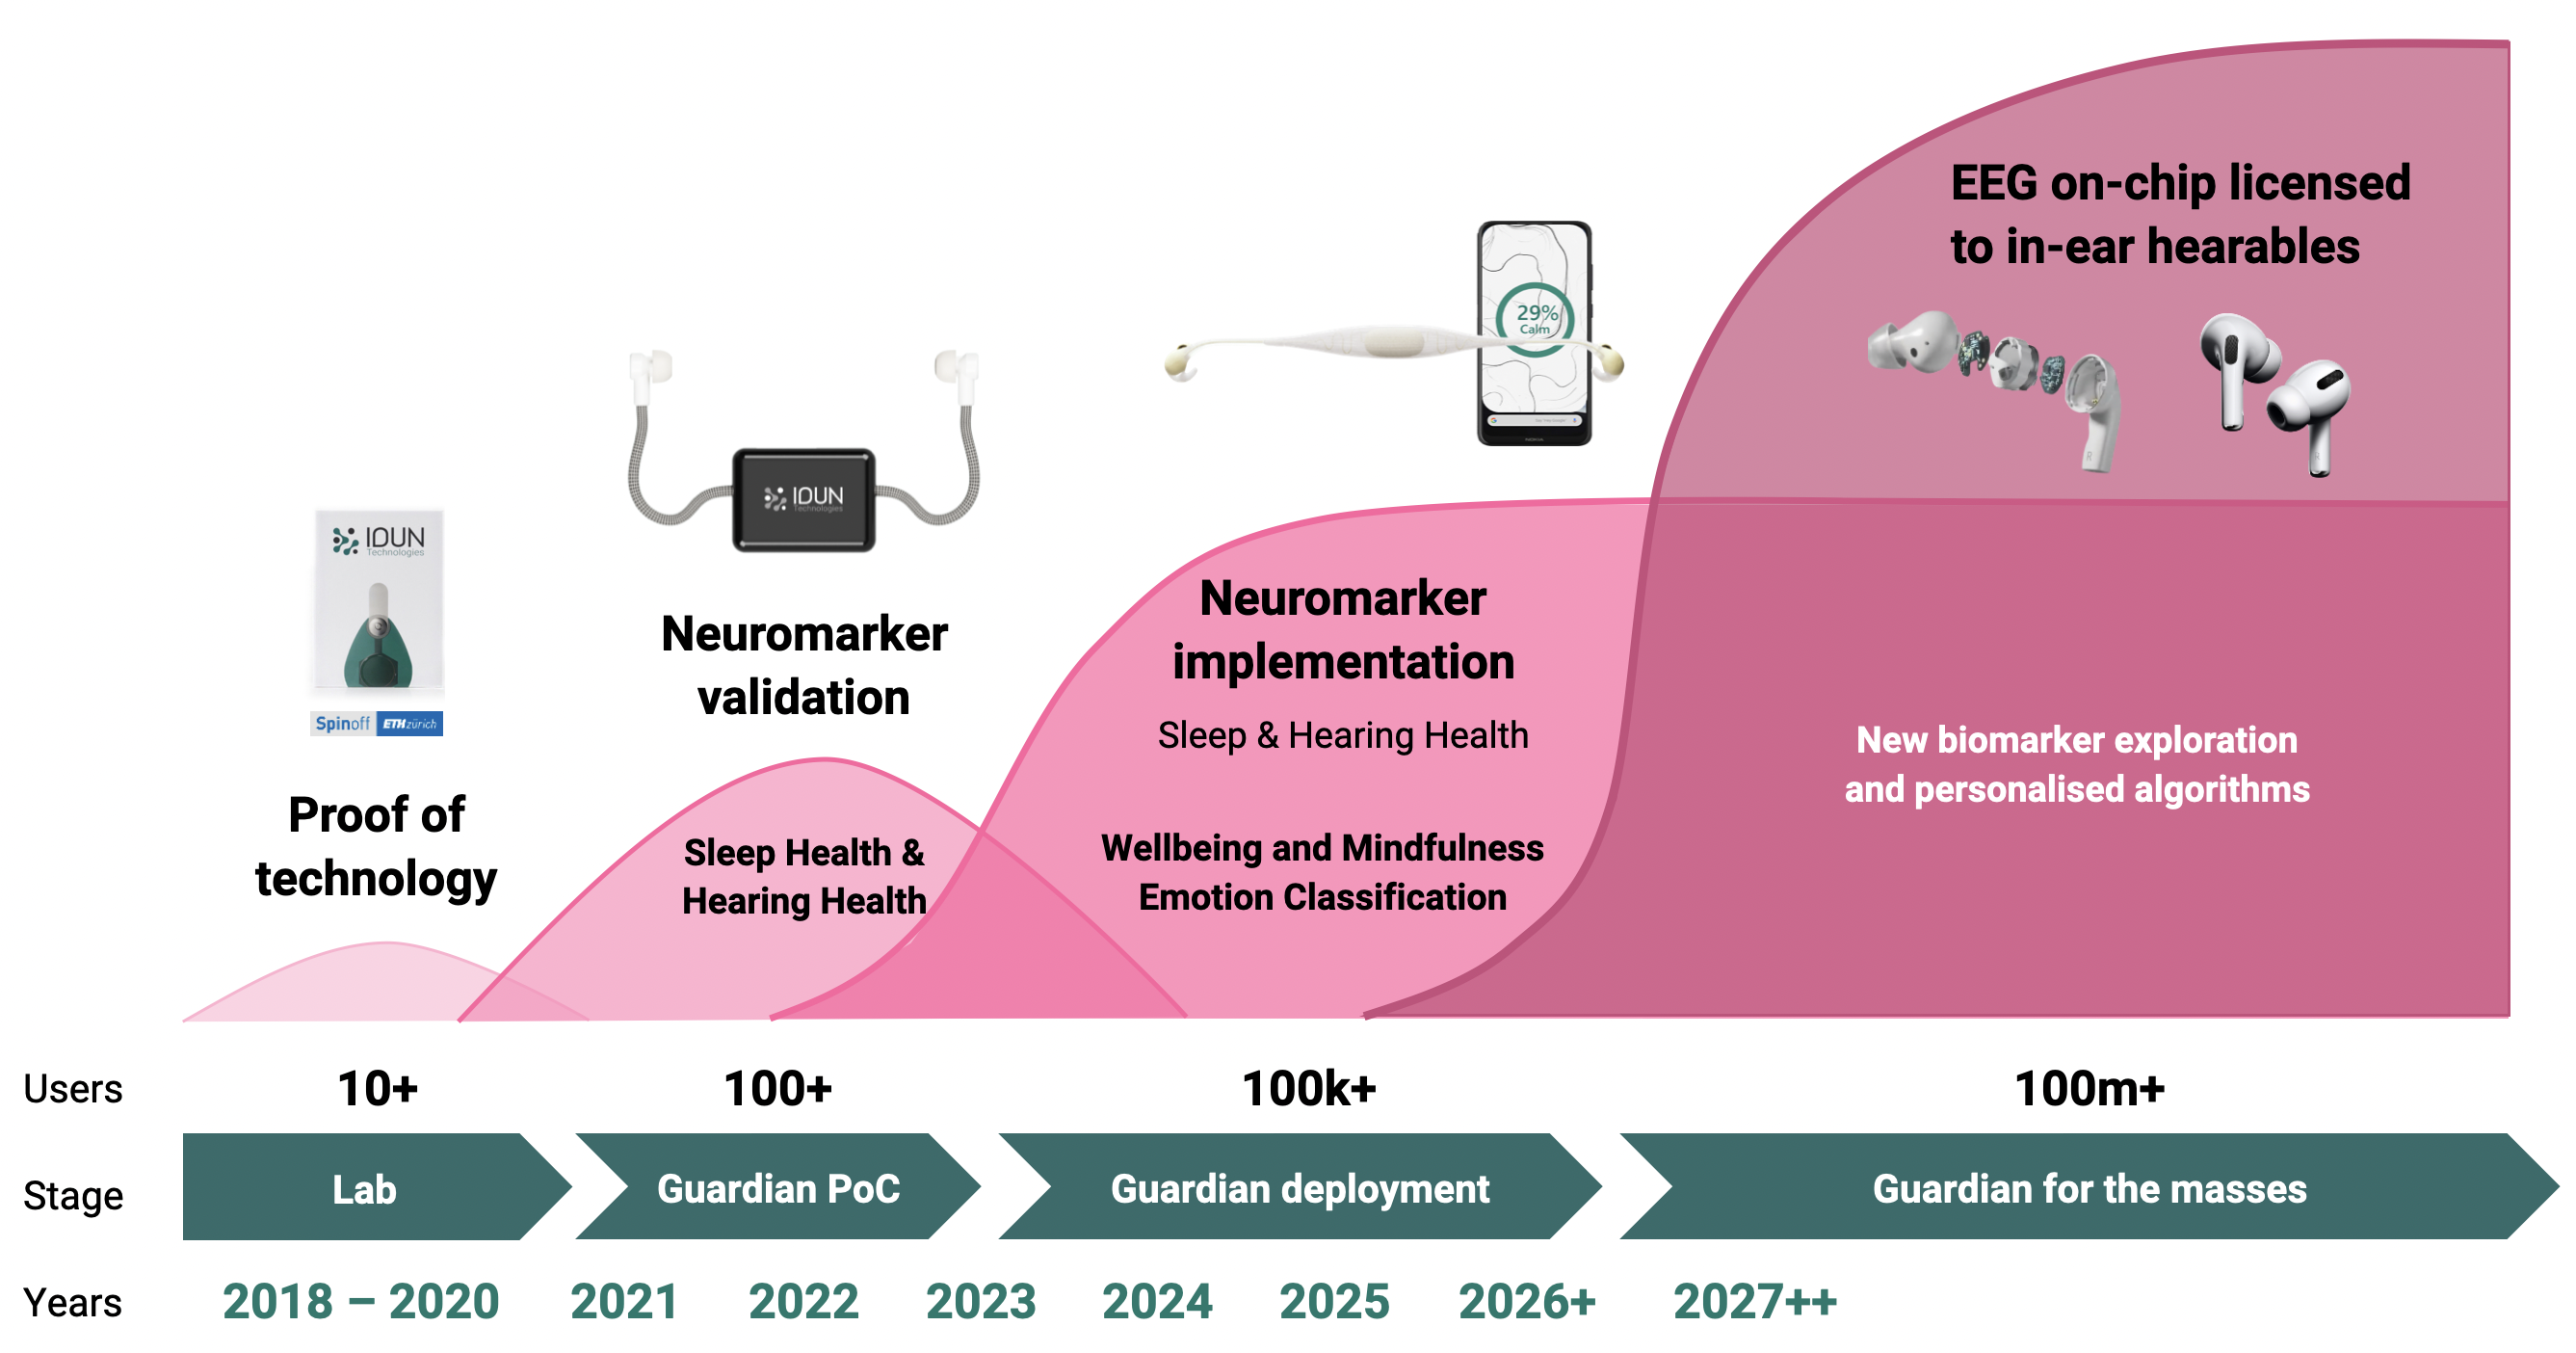 EEG on-chip licensed
to in-ear hearables
29%
Calm
IDUN
Technologies
IDUN
Technologies
Spinoff ETH zürich
Neuromarker
validation
Neuromarker
implementation
Sleep & Hearing Health
Proof of
technology
Sleep Health &
Hearing Health
Wellbeing and Mindfulness
Emotion Classification
New biomarker exploration
and personalised algorithms
Users 10+ 100+ 100k+ 100m+
Stage Lab Guardian PoC Guardian deployment Guardian for the masses
Years 2018 – 2020 2021 2022 2023 2024 2025 2026+ 2027++